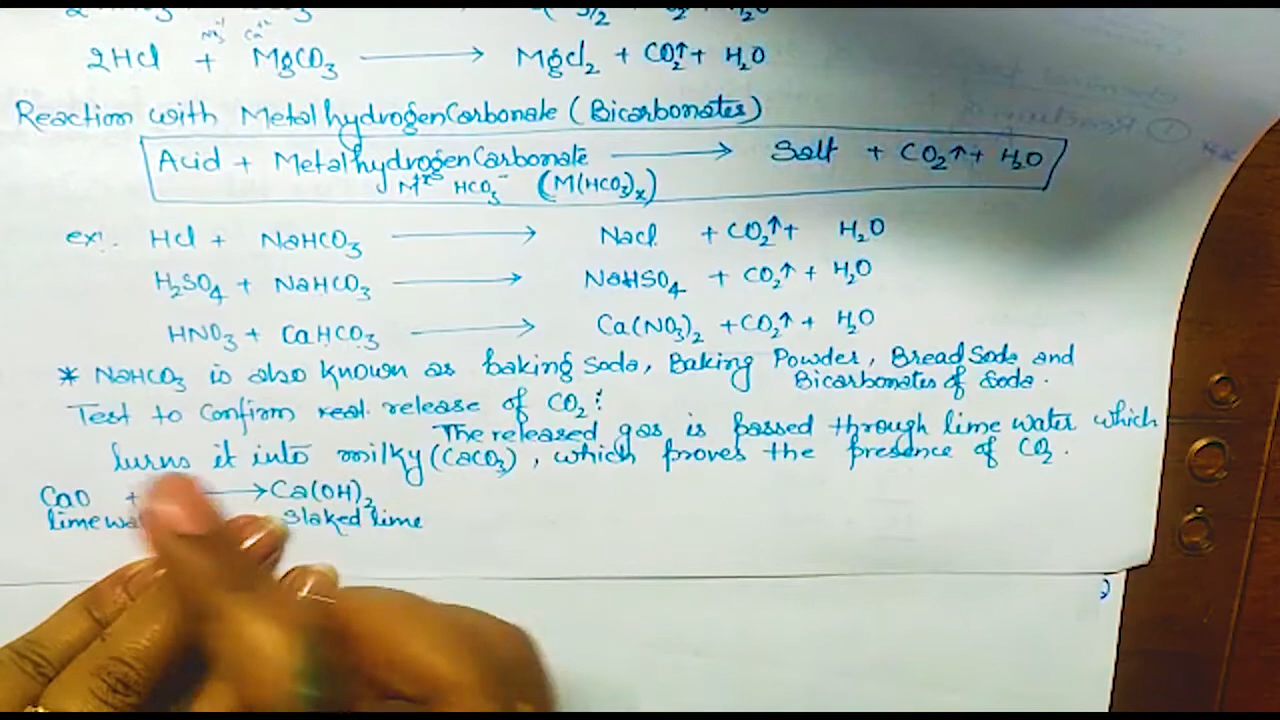 2HCl + MgCO₃ ⟶ Mgcl₂ + CO₂↑ + H₂O
Reaction with Metalhydrogen Carbonate (Bicarbonates)
Acid + Metalhydrogen Carbonate ⟶ Salt + CO₂↑ + H₂O
HCO₃⁻ (M(HCO₃)ₓ)
ex:. Hcl + NaHCO₃ ⟶ Nacl. + CO₂↑ + H₂O
H₂SO₄ + NaHCO₃ ⟶ NaHSO₄ + CO₂↑ + H₂O
HNO₃ + CaHCO₃ ⟶ Ca(NO₃)₂ + CO₂↑ + H₂O
* NaHCO₃ is also known as baking Soda, Baking Powder, Bread Soda and
Bicarbonates of Soda.
Test to Confirm real. release of CO₂:
The released gas is passed through lime water which
turns it into milky (CaCO₃), which proves the presence of CO₂.
CaO + ⟶ Ca(OH)₂
lime Slaked lime
2